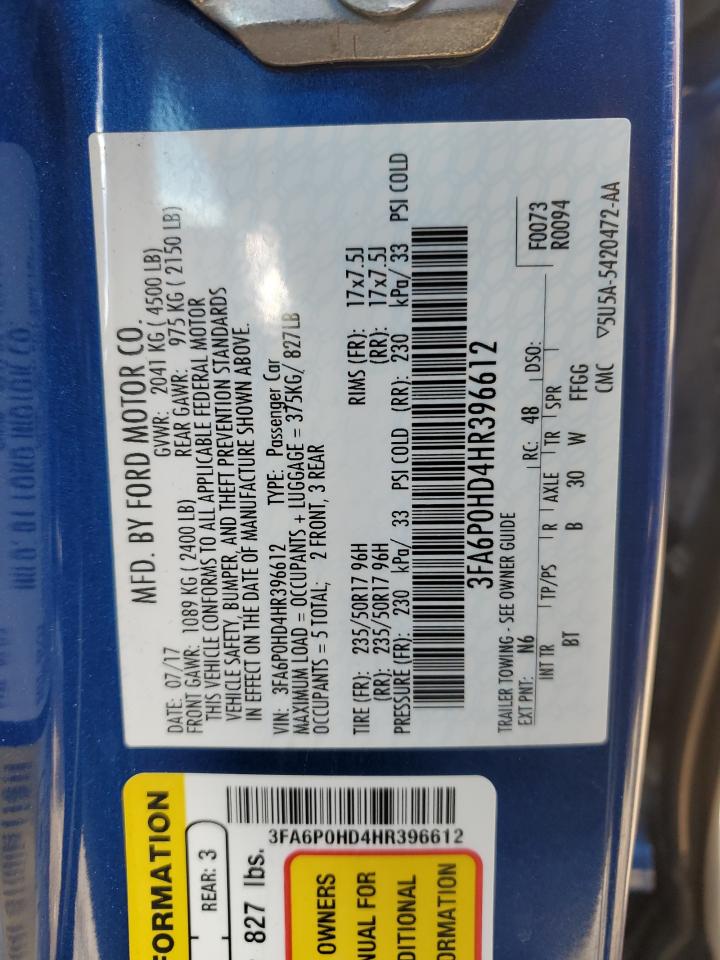 MFD. BY FORD MOTOR CO.
DATE: 07/17 GVWR: 2041 KG ( 4500 LB)
FRONT GAWR: 1089 KG ( 2400 LB) REAR GAWR: 975 KG ( 2150 LB)
THIS VEHICLE CONFORMS TO ALL APPLICABLE FEDERAL MOTOR
VEHICLE SAFETY, BUMPER, AND THEFT PREVENTION STANDARDS
IN EFFECT ON THE DATE OF MANUFACTURE SHOWN ABOVE.
VIN: 3FA6P0HD4HR396612 TYPE: Passenger Car
MAXIMUM LOAD = OCCUPANTS + LUGGAGE = 375KG/ 827LB
OCCUPANTS = 5 TOTAL; 2 FRONT, 3 REAR
TIRE (FR): 235/50R17 96H RIMS (FR): 17x7.5J
(RR): 235/50R17 96H (RR): 17x7.5J
PRESSURE (FR): 230 kPa/ 33 PSI COLD (RR): 230 kPa/ 33 PSI COLD
3FA6P0HD4HR396612
TRAILER TOWING - SEE OWNER GUIDE
EXT PNT: N6 RC: 48 DSO: F0073
R0094
INT TR TP/PS R AXLE TR SPR
BT B 30 W FFGG
CMC ▽5U5A-5420472-AA
FORMATION
REAR: 3
827 lbs.
3FA6P0HD4HR396612
OWNERS
NUAL FOR
DITIONAL
ORMATION